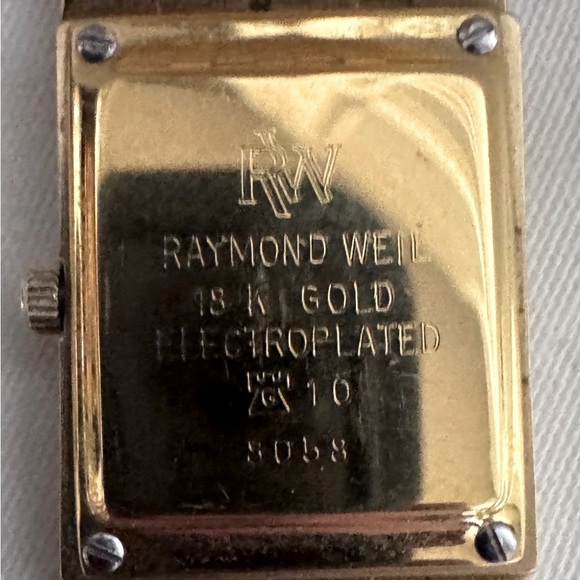 RW
RAYMOND WEIL
18 K GOLD
ELECTROPLATED
G 10
8058